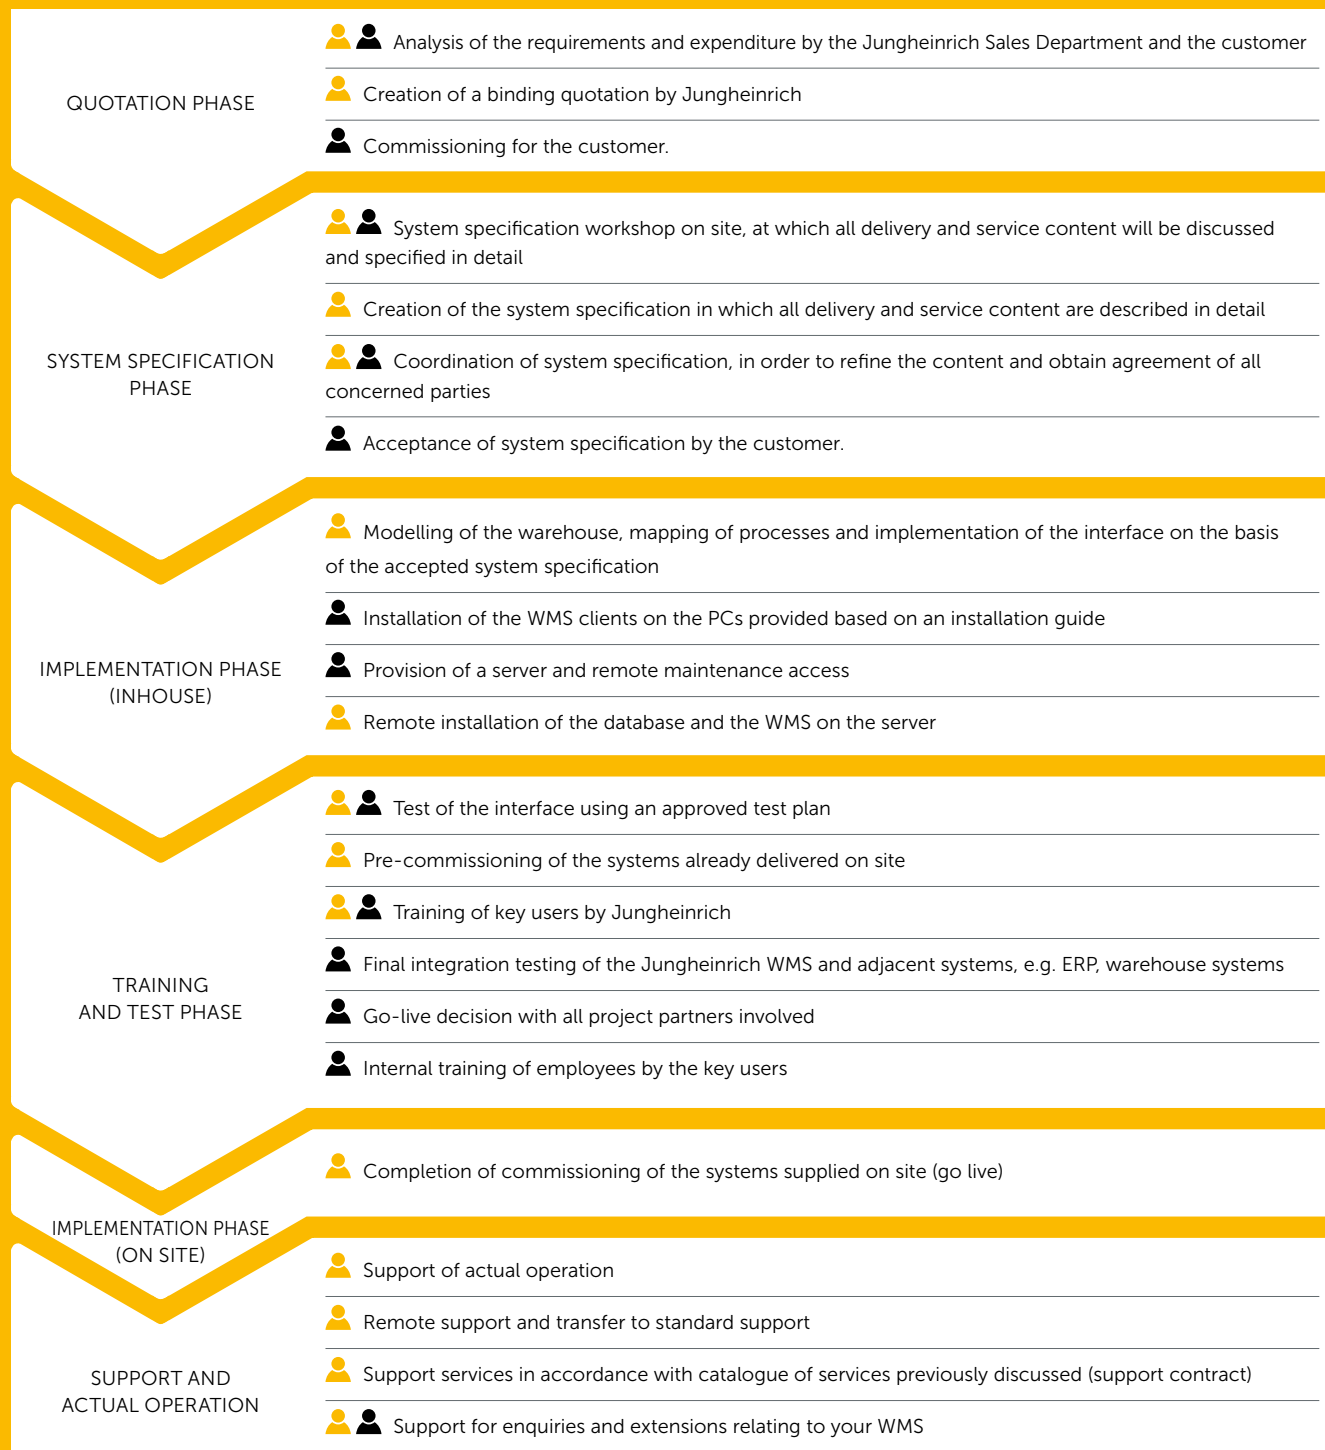 QUOTATION PHASE
Analysis of the requirements and expenditure by the Jungheinrich Sales Department and the customer
Creation of a binding quotation by Jungheinrich
Commissioning for the customer.
SYSTEM SPECIFICATION
PHASE
System specification workshop on site, at which all delivery and service content will be discussed
and specified in detail
Creation of the system specification in which all delivery and service content are described in detail
Coordination of system specification, in order to refine the content and obtain agreement of all
concerned parties
Acceptance of system specification by the customer.
IMPLEMENTATION PHASE
(INHOUSE)
Modelling of the warehouse, mapping of processes and implementation of the interface on the basis
of the accepted system specification
Installation of the WMS clients on the PCs provided based on an installation guide
Provision of a server and remote maintenance access
Remote installation of the database and the WMS on the server
TRAINING
AND TEST PHASE
Test of the interface using an approved test plan
Pre-commissioning of the systems already delivered on site
Training of key users by Jungheinrich
Final integration testing of the Jungheinrich WMS and adjacent systems, e.g. ERP, warehouse systems
Go-live decision with all project partners involved
Internal training of employees by the key users
IMPLEMENTATION PHASE
(ON SITE)
Completion of commissioning of the systems supplied on site (go live)
SUPPORT AND
ACTUAL OPERATION
Support of actual operation
Remote support and transfer to standard support
Support services in accordance with catalogue of services previously discussed (support contract)
Support for enquiries and extensions relating to your WMS